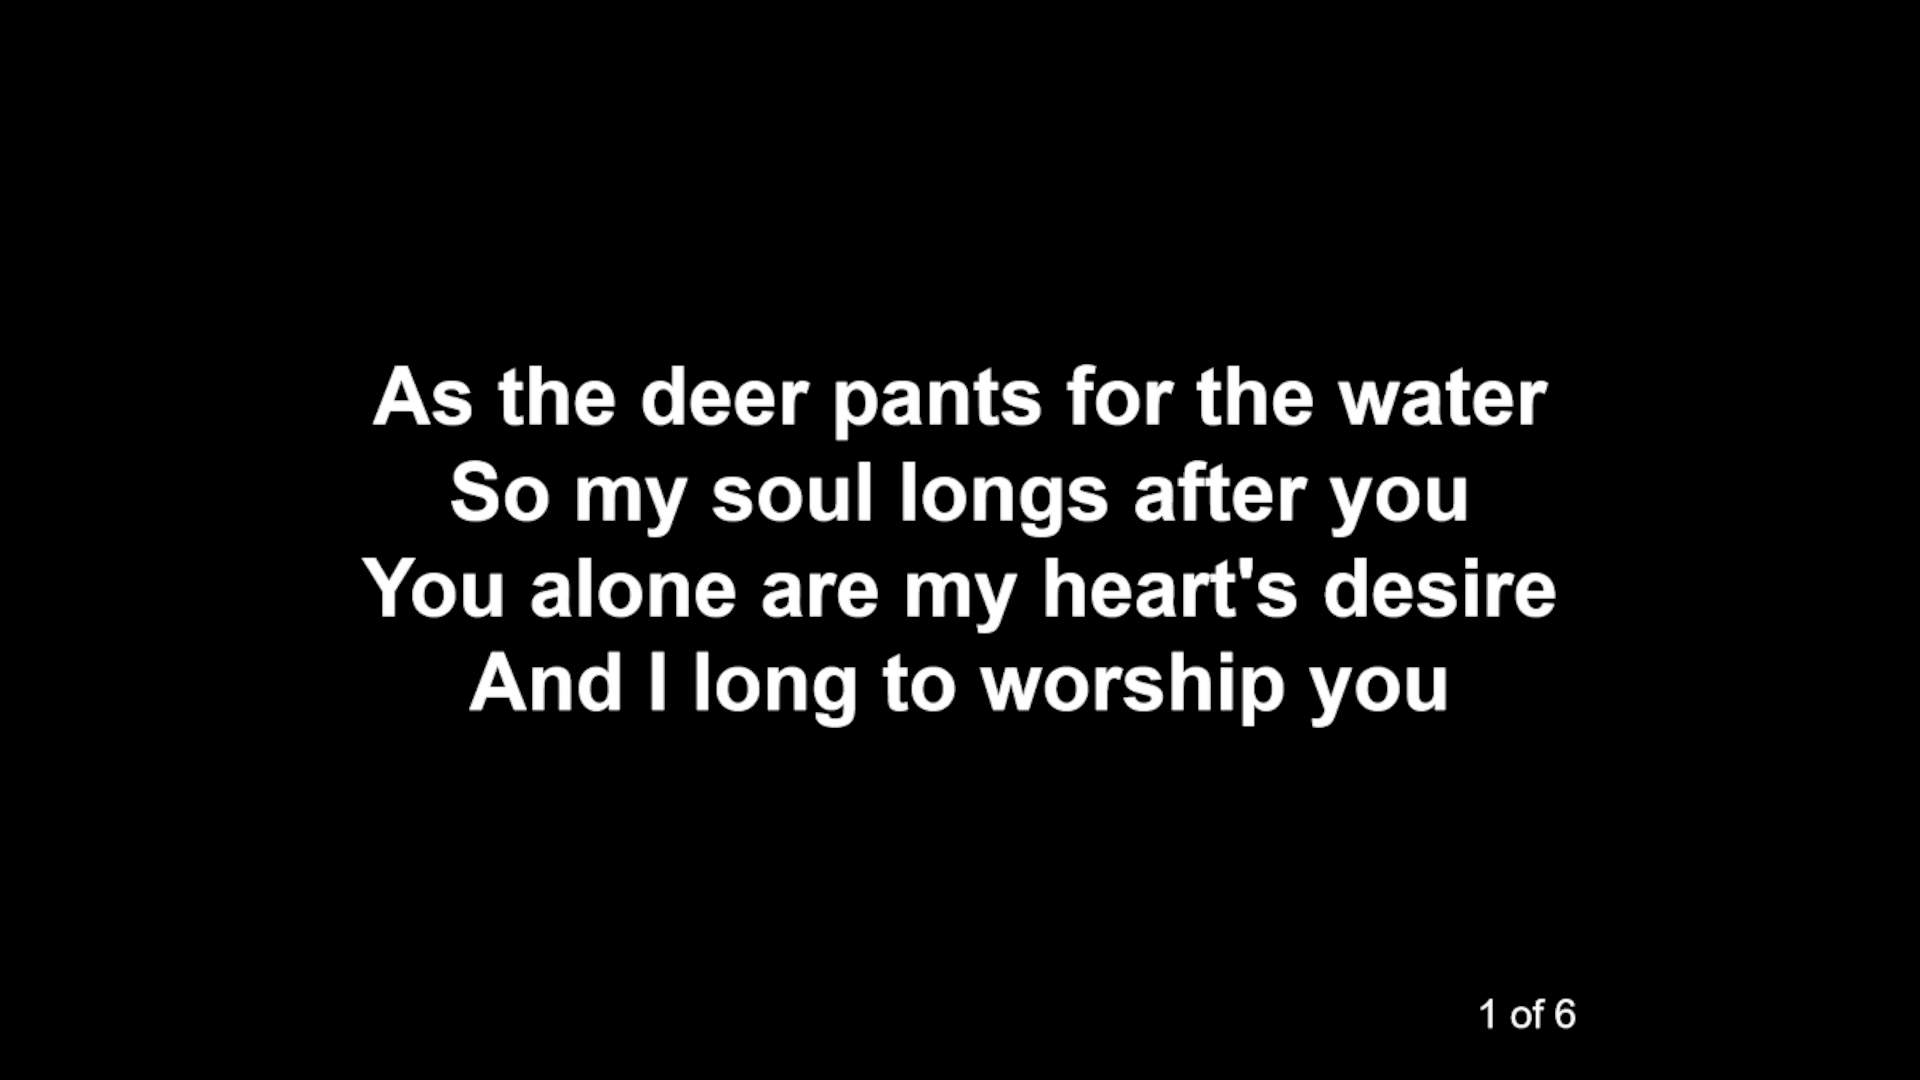 As the deer pants for the water
So my soul longs after you
You alone are my heart's desire
And I long to worship you
1 of 6